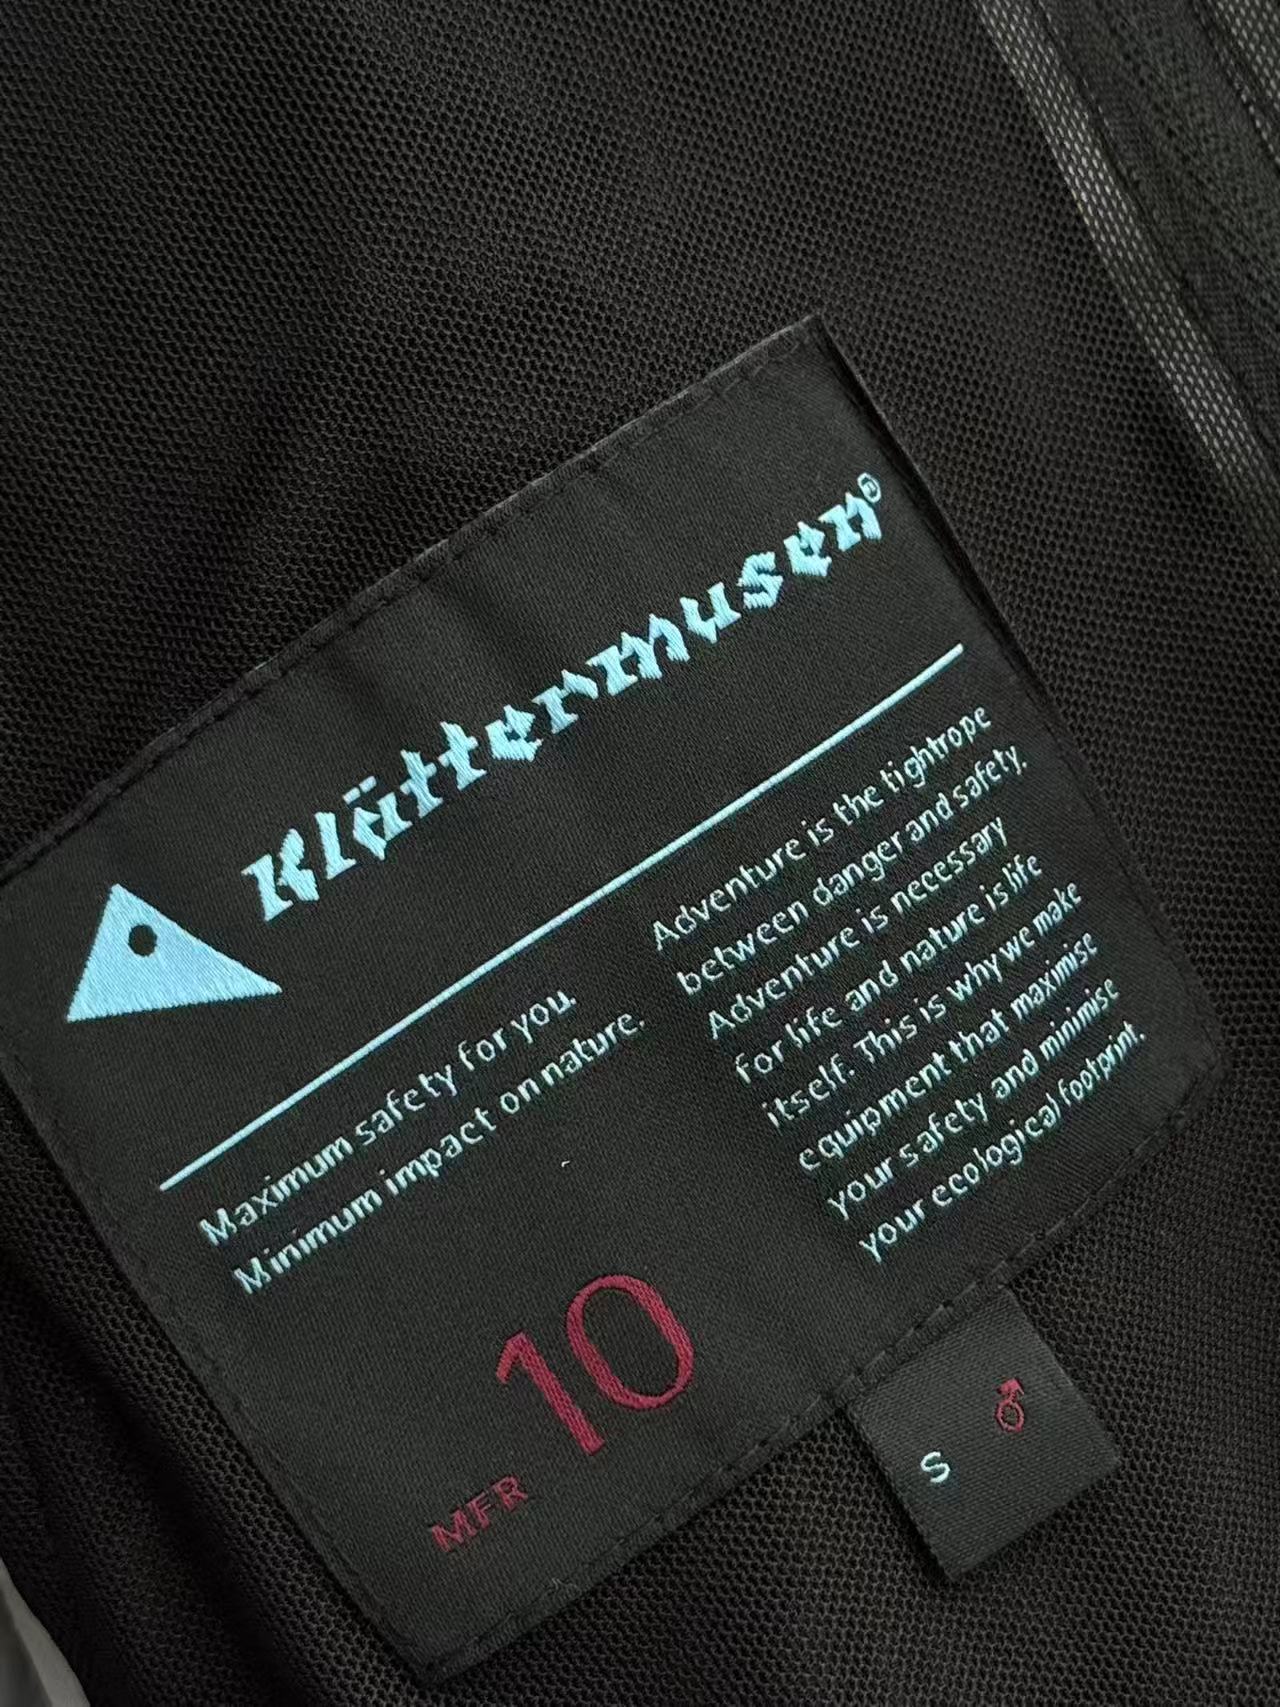 Klättermusen®
Maximum safety for you.
Minimum impact on nature.
Adventure is the tightrope
between danger and safety.
Adventure is necessary
for life and nature is life
itself. This is why we make
equipment that maximise
your safety and minimise
your ecological footprint.
MFR 10
S ♂